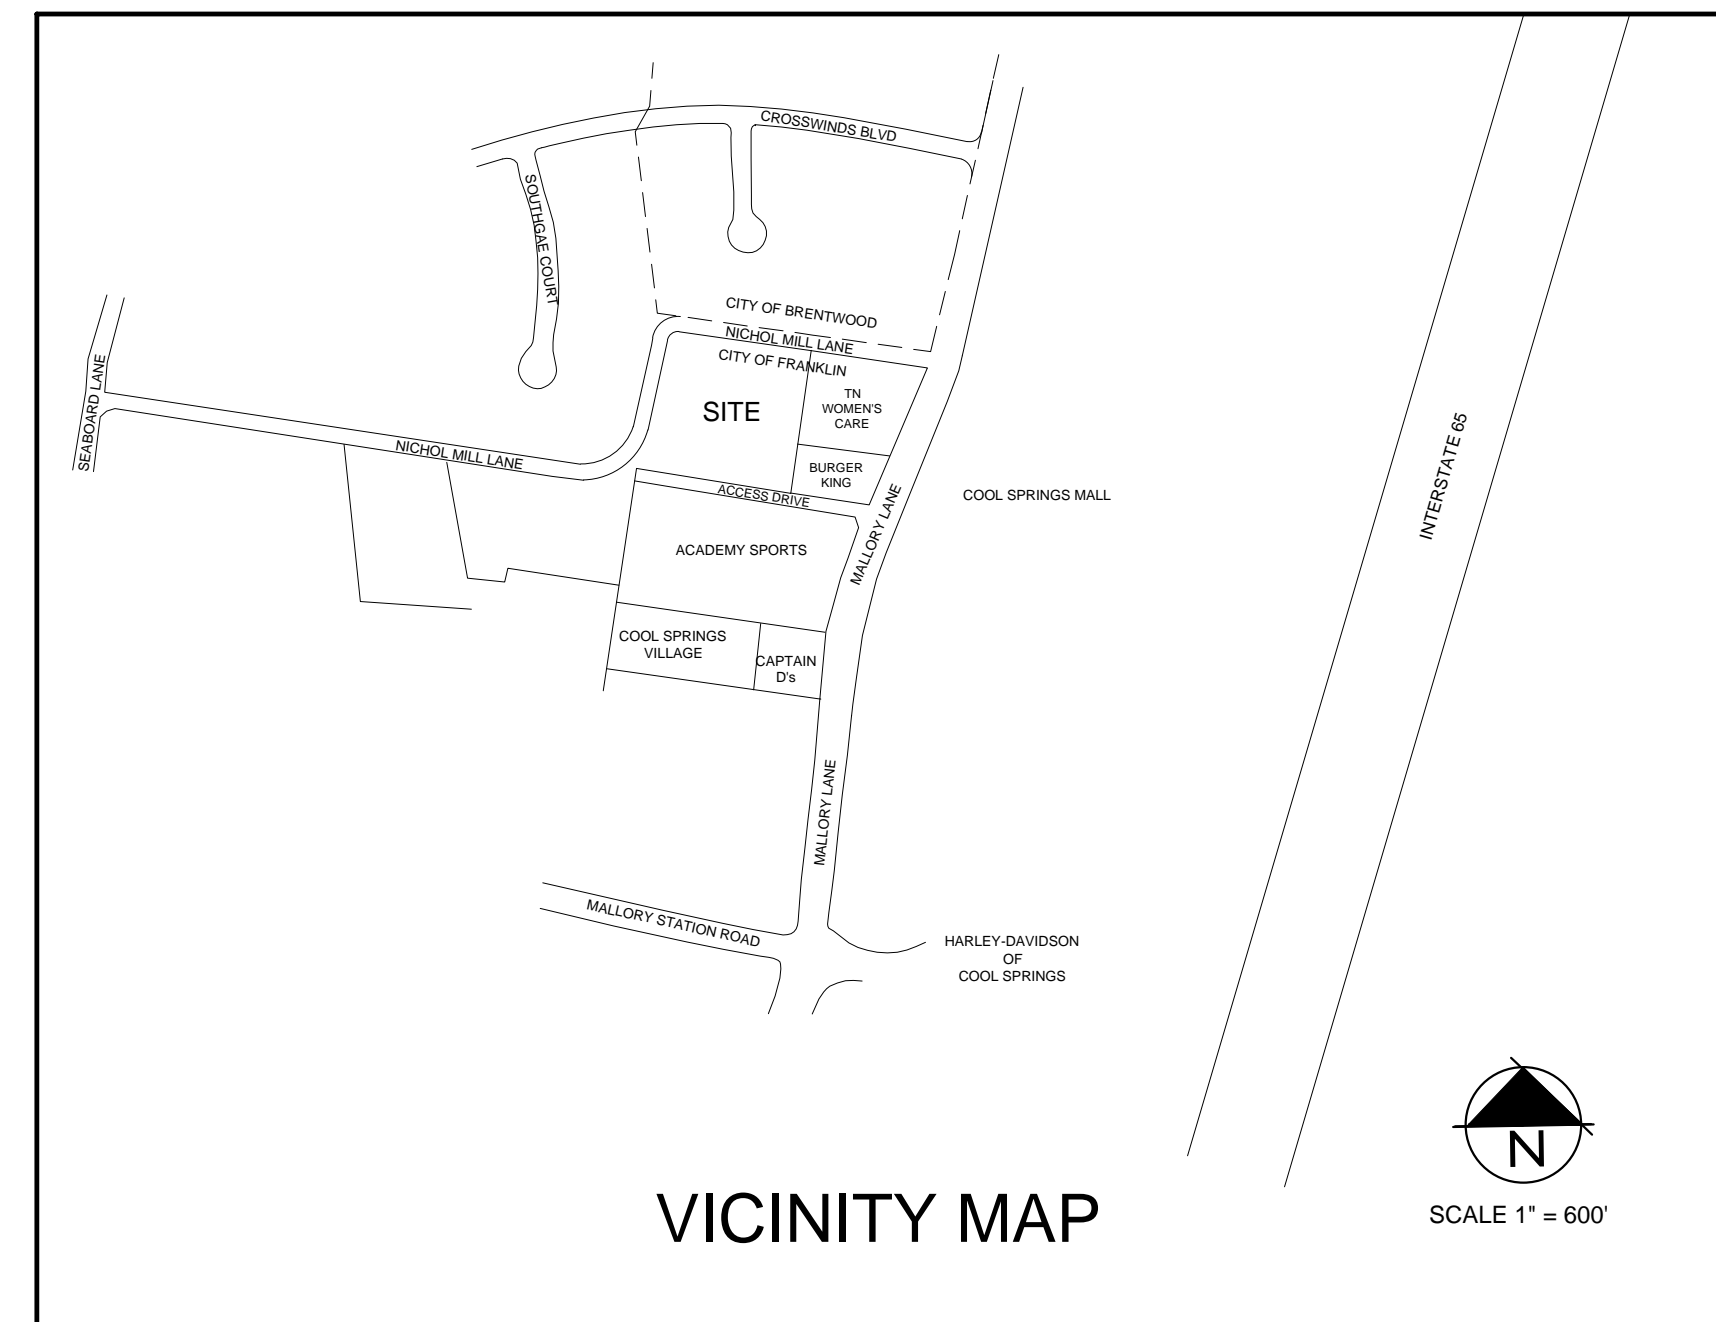 CROSSWINDS BLVD
SOUTHGAE COURT
CITY OF BRENTWOOD
NICHOL MILL LANE
CITY OF FRANKLIN
SEABOARD LANE
SITE
TN
WOMEN'S
CARE
NICHOL MILL LANE
BURGER
KING
ACCESS DRIVE
MALLORY LANE
COOL SPRINGS MALL
INTERSTATE 65
ACADEMY SPORTS
COOL SPRINGS
VILLAGE
CAPTAIN
D's
MALLORY LANE
MALLORY STATION ROAD
HARLEY-DAVIDSON
OF
COOL SPRINGS
N
VICINITY MAP
SCALE 1" = 600'